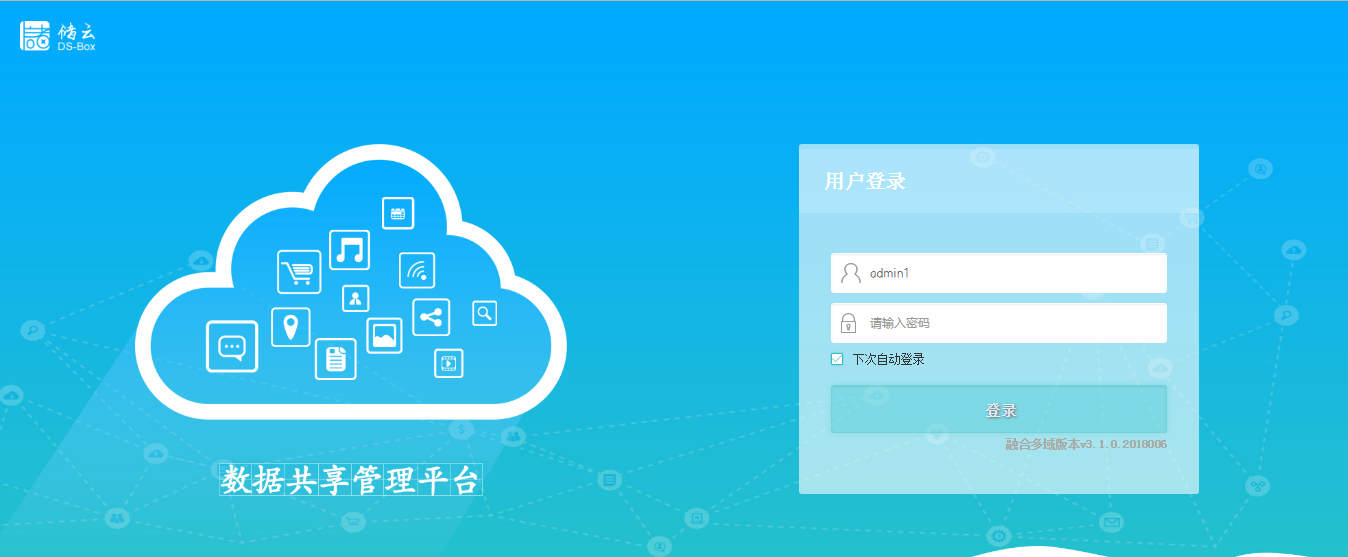 储云
DS-Box
用户登录
admin1
请输入密码
下次自动登录
登录
融合多域版本v3.1.0.2018006
数据共享管理平台